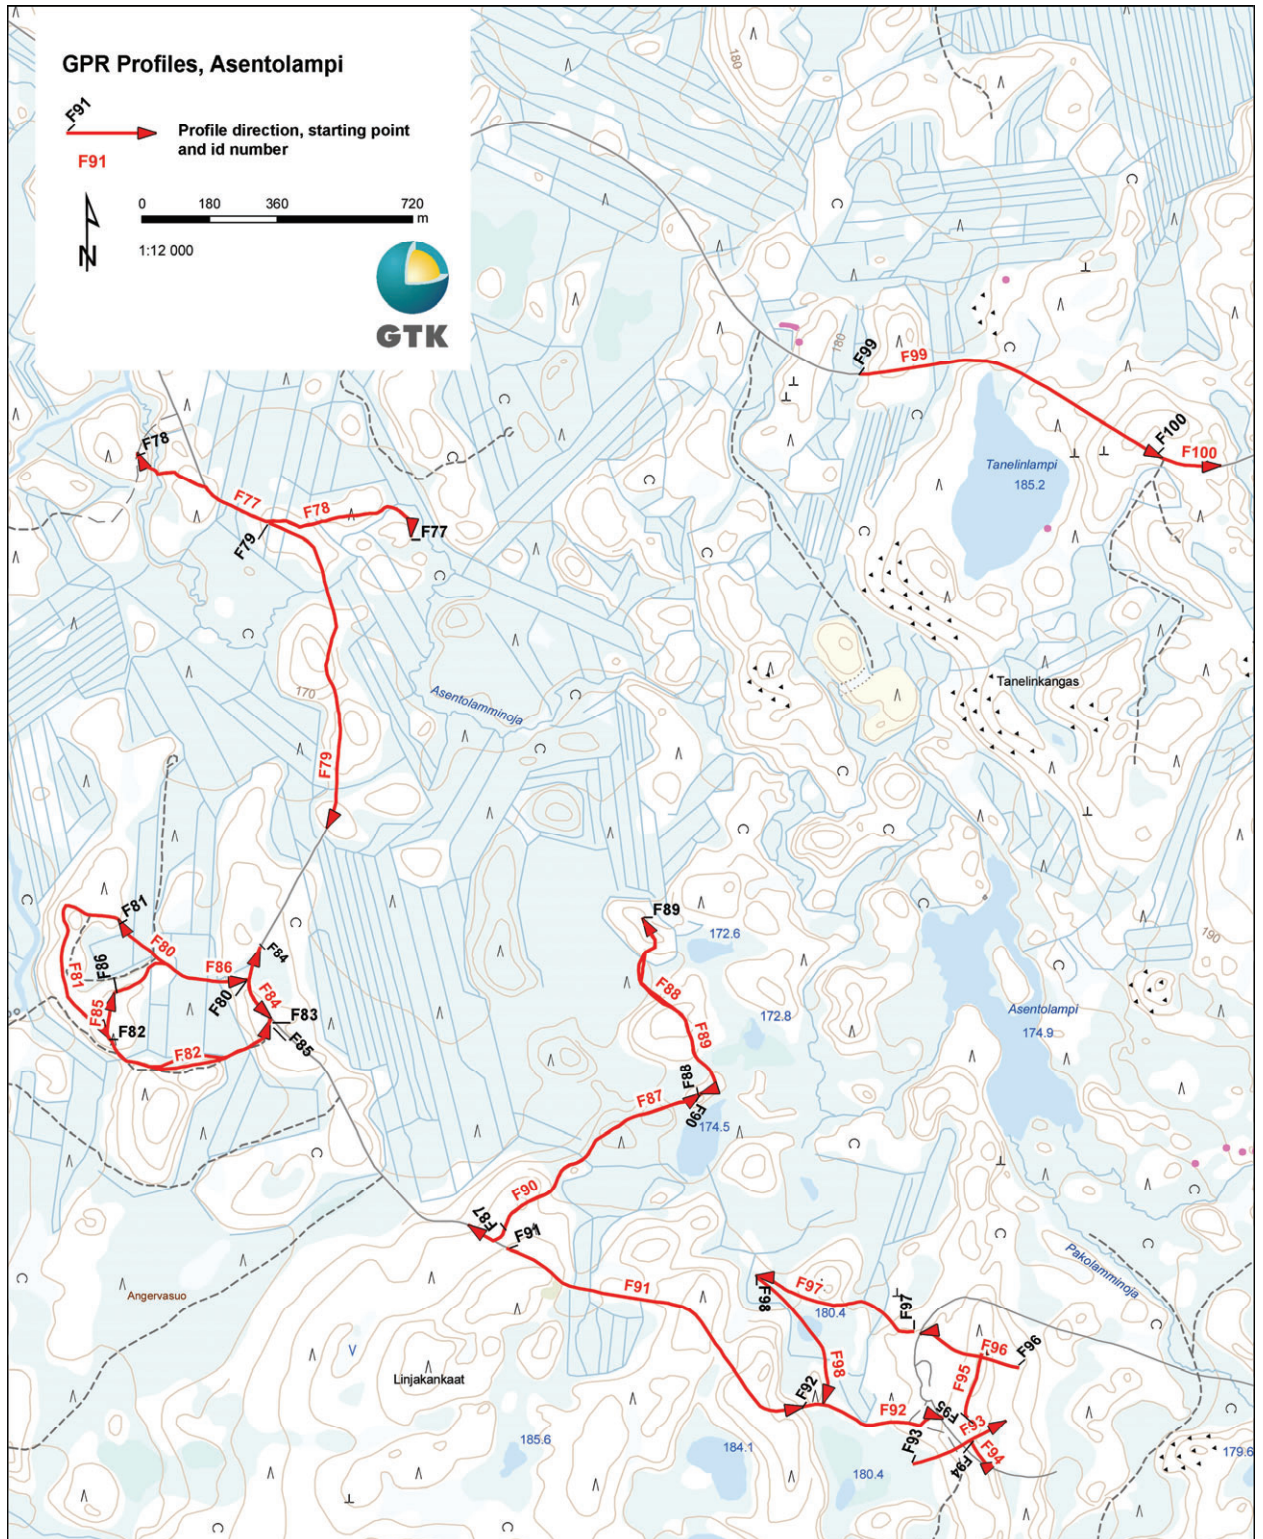 GPR Profiles, Asentolampi
F91
Profile direction, starting point
and id number
F91
0 180 360 720
m
1:12 000
N
GTK
180
180
F99
F99
F100
F100
Tanelinlampi
185.2
F78
F77
F78
F77
F79
170
Asentolamminoja
Tanelinkangas
F79
F81
F80
F89
172.6
190
F84
F86
F86
F81
F80
F84
F88
Asentolampi
174.9
172.8
F85
F82
F83
F85
F82
F89
F88
F87
F90
174.5
F90
F87
F91
Pakolamminoja
Angervasuo
F91
F97
F98
180.4
F97
F96
F96
Linjakankaat
F98
F95
F92
F92
F95
F93
F93
F94
F94
185.6
184.1
180.4
179.6